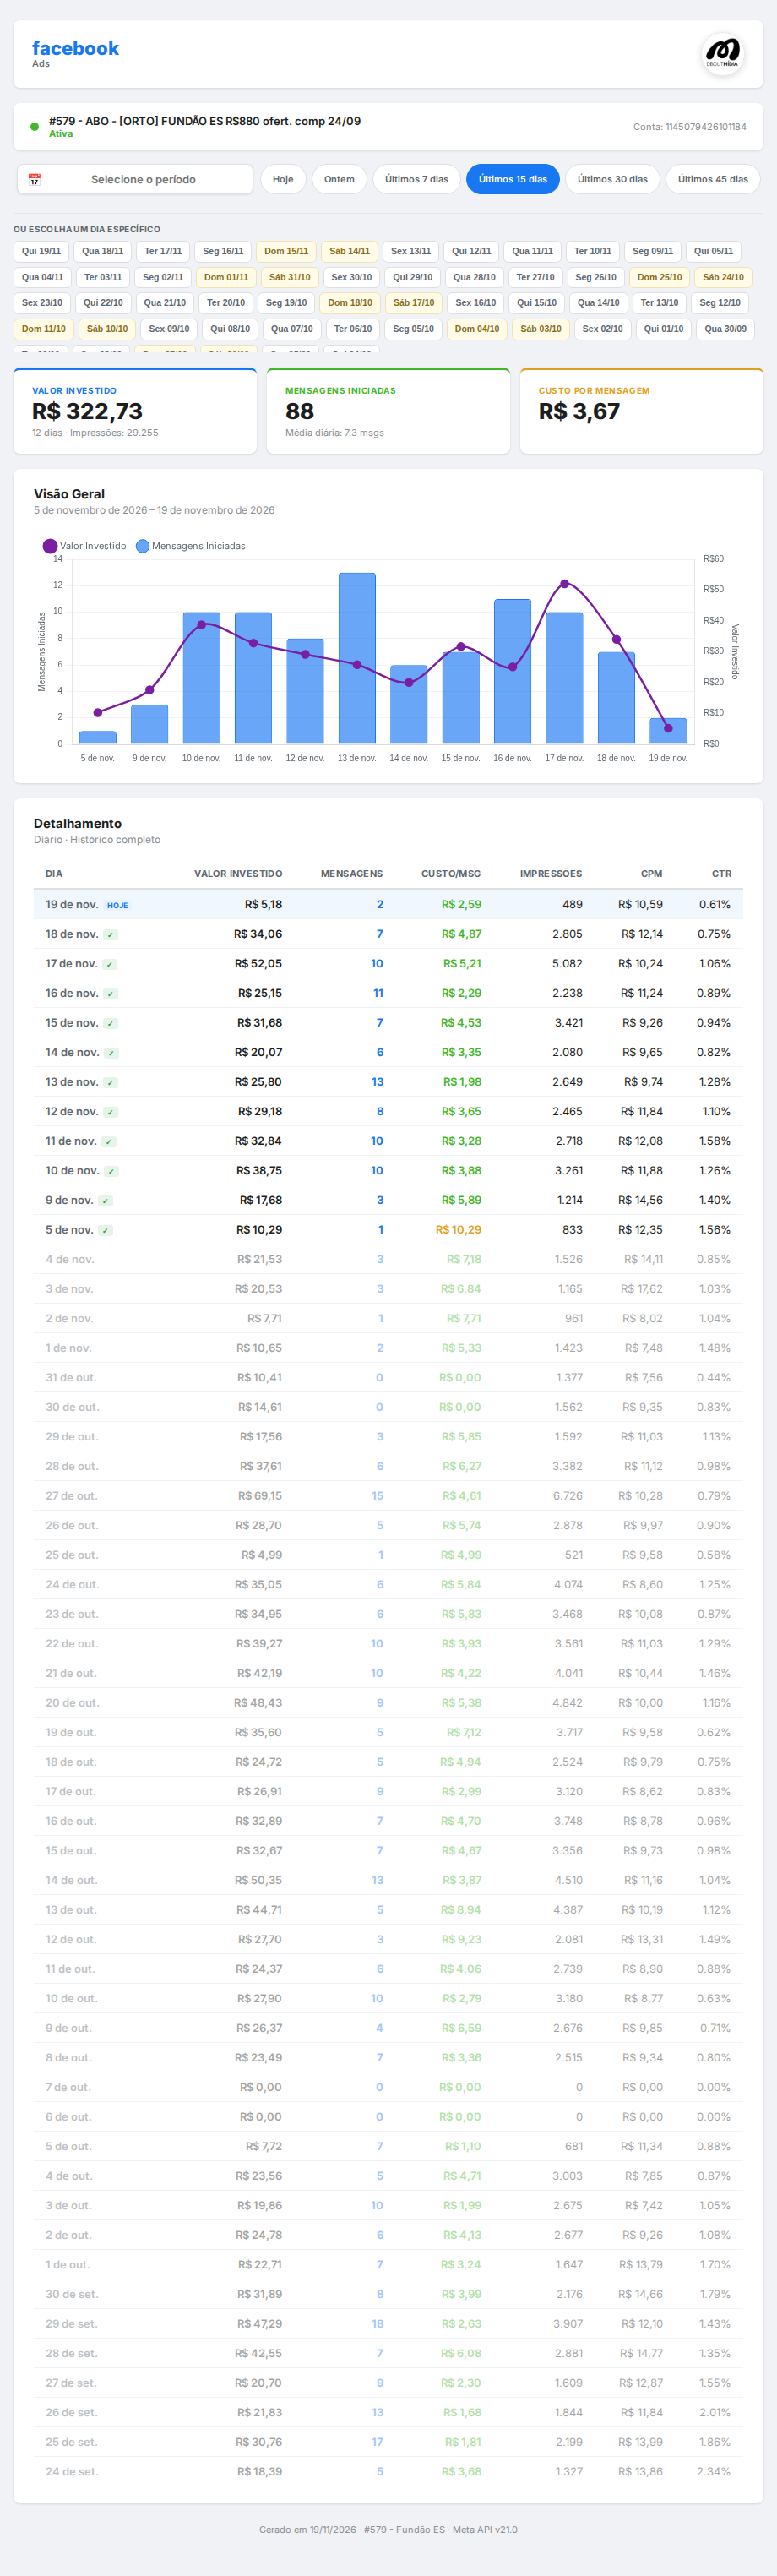 facebook
Ads
ABOUTMÍDIA
#579 - ABO - [ORTO] FUNDÃO ES R$880 ofert. comp 24/09
Ativa
Conta: 1145079426101184
Selecione o período
Hoje
Ontem
Últimos 7 dias
Últimos 15 dias
Últimos 30 dias
Últimos 45 dias
OU ESCOLHA UM DIA ESPECÍFICO
Qui 19/11 Qua 18/11 Ter 17/11 Seg 16/11 Dom 15/11 Sáb 14/11 Sex 13/11 Qui 12/11 Qua 11/11 Ter 10/11 Seg 09/11 Qui 05/11
Qua 04/11 Ter 03/11 Seg 02/11 Dom 01/11 Sáb 31/10 Sex 30/10 Qui 29/10 Qua 28/10 Ter 27/10 Seg 26/10 Dom 25/10 Sáb 24/10
Sex 23/10 Qui 22/10 Qua 21/10 Ter 20/10 Seg 19/10 Dom 18/10 Sáb 17/10 Sex 16/10 Qui 15/10 Qua 14/10 Ter 13/10 Seg 12/10
Dom 11/10 Sáb 10/10 Sex 09/10 Qui 08/10 Qua 07/10 Ter 06/10 Seg 05/10 Dom 04/10 Sáb 03/10 Sex 02/10 Qui 01/10 Qua 30/09
VALOR INVESTIDO
R$ 322,73
12 dias · Impressões: 29.255
MENSAGENS INICIADAS
88
Média diária: 7.3 msgs
CUSTO POR MENSAGEM
R$ 3,67
Visão Geral
5 de novembro de 2026 – 19 de novembro de 2026
Valor Investido Mensagens Iniciadas
Mensagens Iniciadas
14
12
10
8
6
4
2
0
R$60
R$50
R$40
R$30
R$20
R$10
R$0
Valor Investido
5 de nov. 9 de nov. 10 de nov. 11 de nov. 12 de nov. 13 de nov. 14 de nov. 15 de nov. 16 de nov. 17 de nov. 18 de nov. 19 de nov.
Detalhamento
Diário · Histórico completo
DIA VALOR INVESTIDO MENSAGENS CUSTO/MSG IMPRESSÕES CPM CTR
19 de nov. HOJE R$ 5,18 2 R$ 2,59 489 R$ 10,59 0.61%
18 de nov. ✓ R$ 34,06 7 R$ 4,87 2.805 R$ 12,14 0.75%
17 de nov. ✓ R$ 52,05 10 R$ 5,21 5.082 R$ 10,24 1.06%
16 de nov. ✓ R$ 25,15 11 R$ 2,29 2.238 R$ 11,24 0.89%
15 de nov. ✓ R$ 31,68 7 R$ 4,53 3.421 R$ 9,26 0.94%
14 de nov. ✓ R$ 20,07 6 R$ 3,35 2.080 R$ 9,65 0.82%
13 de nov. ✓ R$ 25,80 13 R$ 1,98 2.649 R$ 9,74 1.28%
12 de nov. ✓ R$ 29,18 8 R$ 3,65 2.465 R$ 11,84 1.10%
11 de nov. ✓ R$ 32,84 10 R$ 3,28 2.718 R$ 12,08 1.58%
10 de nov. ✓ R$ 38,75 10 R$ 3,88 3.261 R$ 11,88 1.26%
9 de nov. ✓ R$ 17,68 3 R$ 5,89 1.214 R$ 14,56 1.40%
5 de nov. ✓ R$ 10,29 1 R$ 10,29 833 R$ 12,35 1.56%
4 de nov. R$ 21,53 3 R$ 7,18 1.526 R$ 14,11 0.85%
3 de nov. R$ 20,53 3 R$ 6,84 1.165 R$ 17,62 1.03%
2 de nov. R$ 7,71 1 R$ 7,71 961 R$ 8,02 1.04%
1 de nov. R$ 10,65 2 R$ 5,33 1.423 R$ 7,48 1.48%
31 de out. R$ 10,41 0 R$ 0,00 1.377 R$ 7,56 0.44%
30 de out. R$ 14,61 0 R$ 0,00 1.562 R$ 9,35 0.83%
29 de out. R$ 17,56 3 R$ 5,85 1.592 R$ 11,03 1.13%
28 de out. R$ 37,61 6 R$ 6,27 3.382 R$ 11,12 0.98%
27 de out. R$ 69,15 15 R$ 4,61 6.726 R$ 10,28 0.79%
26 de out. R$ 28,70 5 R$ 5,74 2.878 R$ 9,97 0.90%
25 de out. R$ 4,99 1 R$ 4,99 521 R$ 9,58 0.58%
24 de out. R$ 35,05 6 R$ 5,84 4.074 R$ 8,60 1.25%
23 de out. R$ 34,95 6 R$ 5,83 3.468 R$ 10,08 0.87%
22 de out. R$ 39,27 10 R$ 3,93 3.561 R$ 11,03 1.29%
21 de out. R$ 42,19 10 R$ 4,22 4.041 R$ 10,44 1.46%
20 de out. R$ 48,43 9 R$ 5,38 4.842 R$ 10,00 1.16%
19 de out. R$ 35,60 5 R$ 7,12 3.717 R$ 9,58 0.62%
18 de out. R$ 24,72 5 R$ 4,94 2.524 R$ 9,79 0.75%
17 de out. R$ 26,91 9 R$ 2,99 3.120 R$ 8,62 0.83%
16 de out. R$ 32,89 7 R$ 4,70 3.748 R$ 8,78 0.96%
15 de out. R$ 32,67 7 R$ 4,67 3.356 R$ 9,73 0.98%
14 de out. R$ 50,35 13 R$ 3,87 4.510 R$ 11,16 1.04%
13 de out. R$ 44,71 5 R$ 8,94 4.387 R$ 10,19 1.12%
12 de out. R$ 27,70 3 R$ 9,23 2.081 R$ 13,31 1.49%
11 de out. R$ 24,37 6 R$ 4,06 2.739 R$ 8,90 0.88%
10 de out. R$ 27,90 10 R$ 2,79 3.180 R$ 8,77 0.63%
9 de out. R$ 26,37 4 R$ 6,59 2.676 R$ 9,85 0.71%
8 de out. R$ 23,49 7 R$ 3,36 2.515 R$ 9,34 0.80%
7 de out. R$ 0,00 0 R$ 0,00 0 R$ 0,00 0.00%
6 de out. R$ 0,00 0 R$ 0,00 0 R$ 0,00 0.00%
5 de out. R$ 7,72 7 R$ 1,10 681 R$ 11,34 0.88%
4 de out. R$ 23,56 5 R$ 4,71 3.003 R$ 7,85 0.87%
3 de out. R$ 19,86 10 R$ 1,99 2.675 R$ 7,42 1.05%
2 de out. R$ 24,78 6 R$ 4,13 2.677 R$ 9,26 1.08%
1 de out. R$ 22,71 7 R$ 3,24 1.647 R$ 13,79 1.70%
30 de set. R$ 31,89 8 R$ 3,99 2.176 R$ 14,66 1.79%
29 de set. R$ 47,29 18 R$ 2,63 3.907 R$ 12,10 1.43%
28 de set. R$ 42,55 7 R$ 6,08 2.881 R$ 14,77 1.35%
27 de set. R$ 20,70 9 R$ 2,30 1.609 R$ 12,87 1.55%
26 de set. R$ 21,83 13 R$ 1,68 1.844 R$ 11,84 2.01%
25 de set. R$ 30,76 17 R$ 1,81 2.199 R$ 13,99 1.86%
24 de set. R$ 18,39 5 R$ 3,68 1.327 R$ 13,86 2.34%
Gerado em 19/11/2026 · #579 - Fundão ES · Meta API v21.0